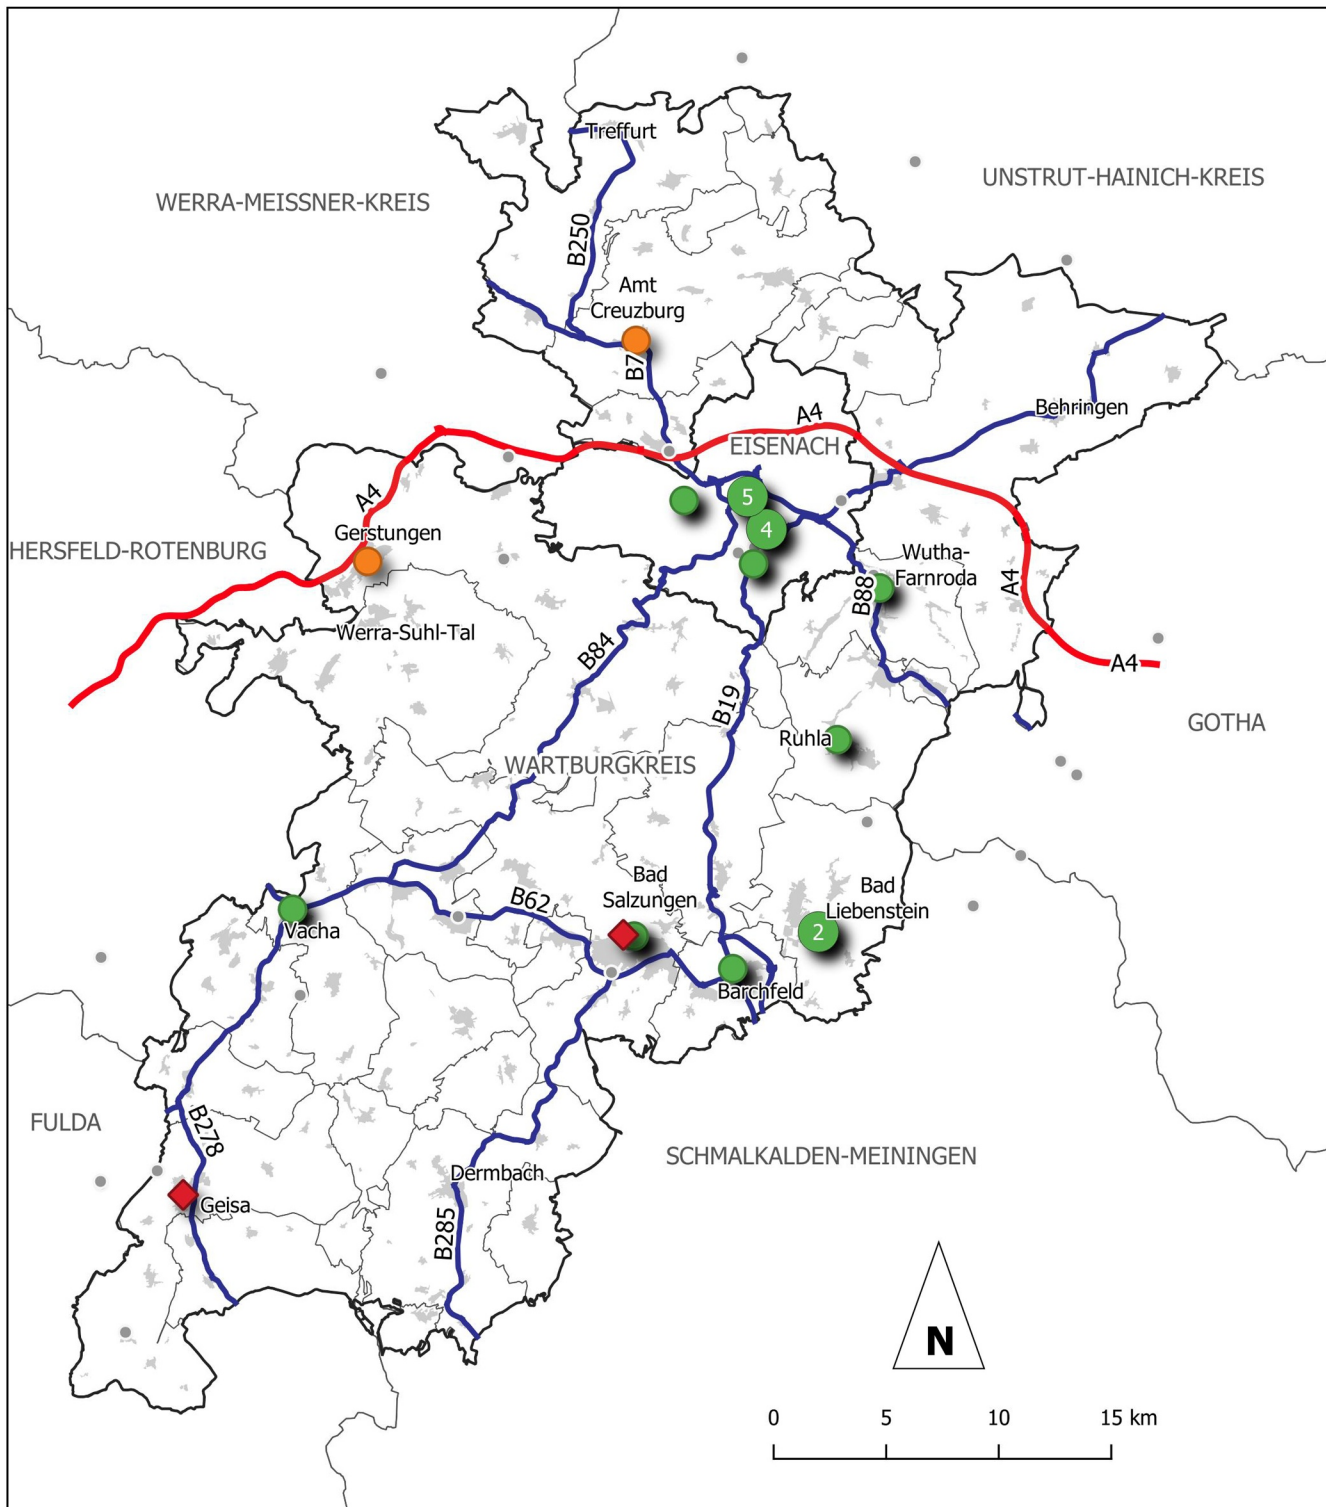 Treffurt
UNSTRUT-HAINICH-KREIS
WERRA-MEISSNER-KREIS
B250
Amt
Creuzburg
B7
Behringen
A4
EISENACH
A4
5
Gerstungen
4
HERSFELD-ROTENBURG
Wutha-
Farnroda
B88
A4
Werra-Suhl-Tal
B84
A4
B19
GOTHA
Ruhla
WARTBURGKREIS
Bad
Salzungen
Bad
Liebenstein
B62
Vacha
2
Barchfeld
FULDA
B278
SCHMALKALDEN-MEININGEN
Dermbach
Geisa
B285
N
0 5 10 15 km